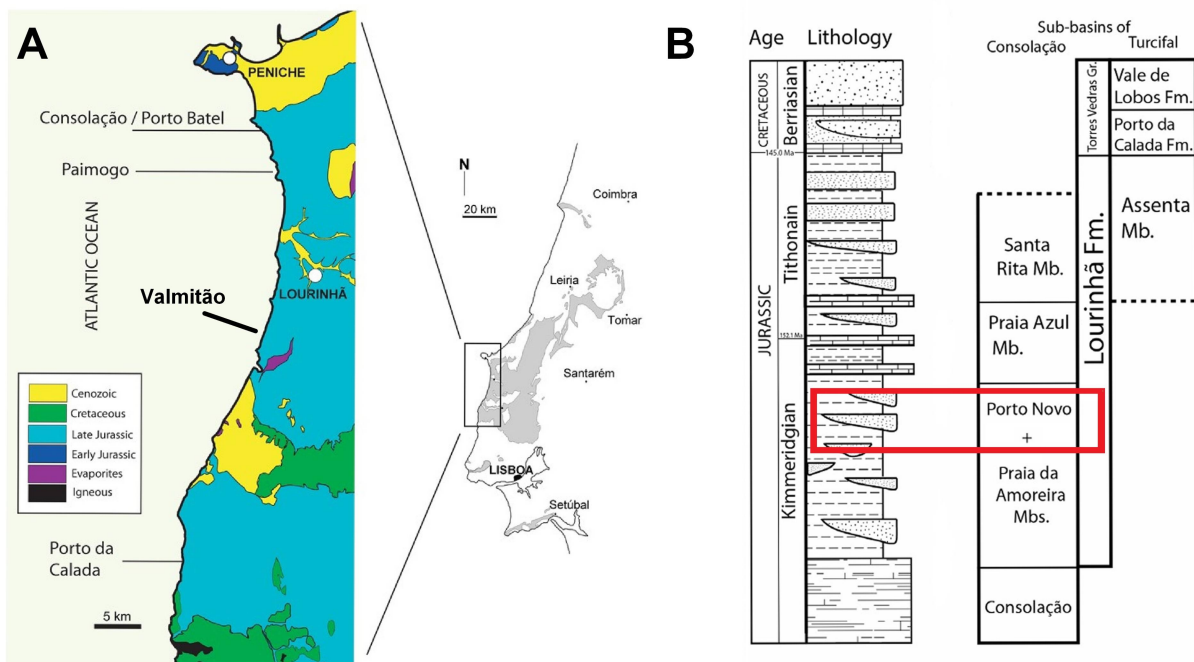 A
PENICHE
Consolação / Porto Batel
Paimogo
ATLANTIC OCEAN
LOURINHÃ
Valmitão
Cenozoic
Cretaceous
Late Jurassic
Early Jurassic
Evaporites
Igneous
Porto da
Calada
5 km
N
20 km
Coimbra
Leiria
Tomar
Santarém
LISBOA
Setúbal
B
Age
Lithology
CRETACEOUS
Berriasian
145.0 Ma
JURASSIC
Tithonain
152.1 Ma
Kimmeridgian
Sub-basins of
Consolação
Turcifal
Torres Vedras Gr.
Vale de
Lobos Fm.
Porto da
Calada Fm.
Lourinhã Fm.
Assenta
Mb.
Santa
Rita Mb.
Praia Azul
Mb.
Porto Novo
+
Praia da
Amoreira
Mbs.
Consolação